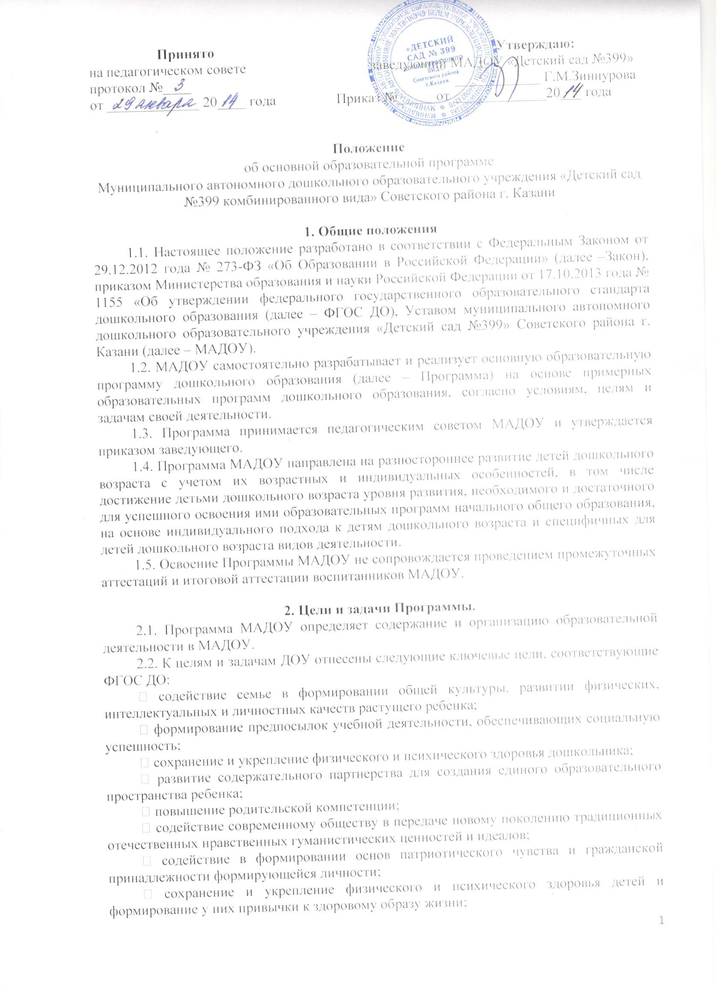 Принято
на педагогическом совете
протокол № 3
от 29 января 2014 года
Утверждаю:
заведующий МАДОУ «Детский сад №399»
Г.М.Зиннурова
Приказ № от 2014 года
«ДЕТСКИЙ
САД № 399
КОМБИНИРОВАННОГО
ВИДА»
Советского района
г.Казани
Положение
об основной образовательной программе
Муниципального автономного дошкольного образовательного учреждения «Детский сад
№399 комбинированного вида» Советского района г. Казани
1. Общие положения
1.1. Настоящее положение разработано в соответствии с Федеральным Законом от
29.12.2012 года № 273-ФЗ «Об Образовании в Российской Федерации» (далее –Закон),
приказом Министерства образования и науки Российской Федерации от 17.10.2013 года №
1155 «Об утверждении федерального государственного образовательного стандарта
дошкольного образования (далее – ФГОС ДО), Уставом муниципального автономного
дошкольного образовательного учреждения «Детский сад №399» Советского района г.
Казани (далее – МАДОУ).
1.2. МАДОУ самостоятельно разрабатывает и реализует основную образовательную
программу дошкольного образования (далее – Программа) на основе примерных
образовательных программ дошкольного образования, согласно условиям, целям и
задачам своей деятельности.
1.3. Программа принимается педагогическим советом МАДОУ и утверждается
приказом заведующего.
1.4. Программа МАДОУ направлена на разностороннее развитие детей дошкольного
возраста с учетом их возрастных и индивидуальных особенностей, в том числе
достижение детьми дошкольного возраста уровня развития, необходимого и достаточного
для успешного освоения ими образовательных программ начального общего образования,
на основе индивидуального подхода к детям дошкольного возраста и специфичных для
детей дошкольного возраста видов деятельности.
1.5. Освоение Программы МАДОУ не сопровождается проведением промежуточных
аттестаций и итоговой аттестации воспитанников МАДОУ.
2. Цели и задачи Программы.
2.1. Программа МАДОУ определяет содержание и организацию образовательной
деятельности в МАДОУ.
2.2. К целям и задачам ДОУ отнесены следующие ключевые цели, соответствующие
ФГОС ДО:
содействие семье в формировании общей культуры, развитии физических,
интеллектуальных и личностных качеств растущего ребенка;
формирование предпосылок учебной деятельности, обеспечивающих социальную
успешность;
сохранение и укрепление физического и психического здоровья дошкольника;
развитие содержательного партнерства для создания единого образовательного
пространства ребенка;
повышение родительской компетенции;
содействие современному обществу в передаче новому поколению традиционных
отечественных нравственных гуманистических ценностей и идеалов;
содействие в формировании основ патриотического чувства и гражданской
принадлежности формирующейся личности;
сохранение и укрепление физического и психического здоровья детей и
формирование у них привычки к здоровому образу жизни;
1